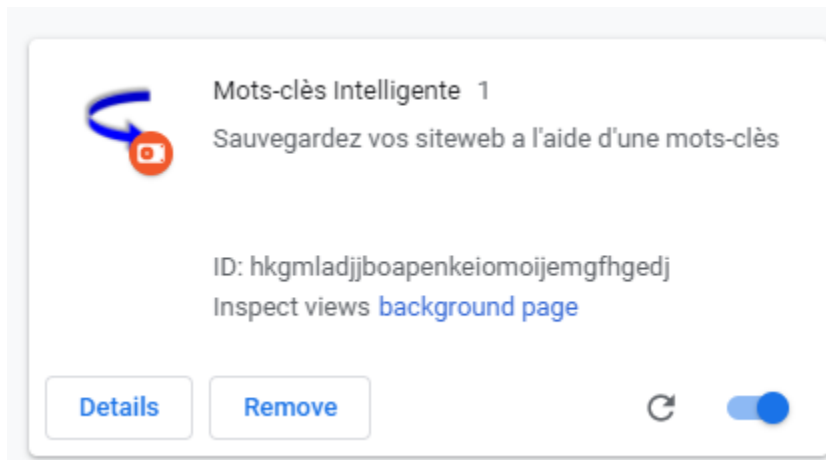 Mots-clès Intelligente 1
Sauvegardez vos siteweb a l'aide d'une mots-clès
ID: hkgmladjjboapenkeiomoijemgfhgedj
Inspect views background page
Details Remove